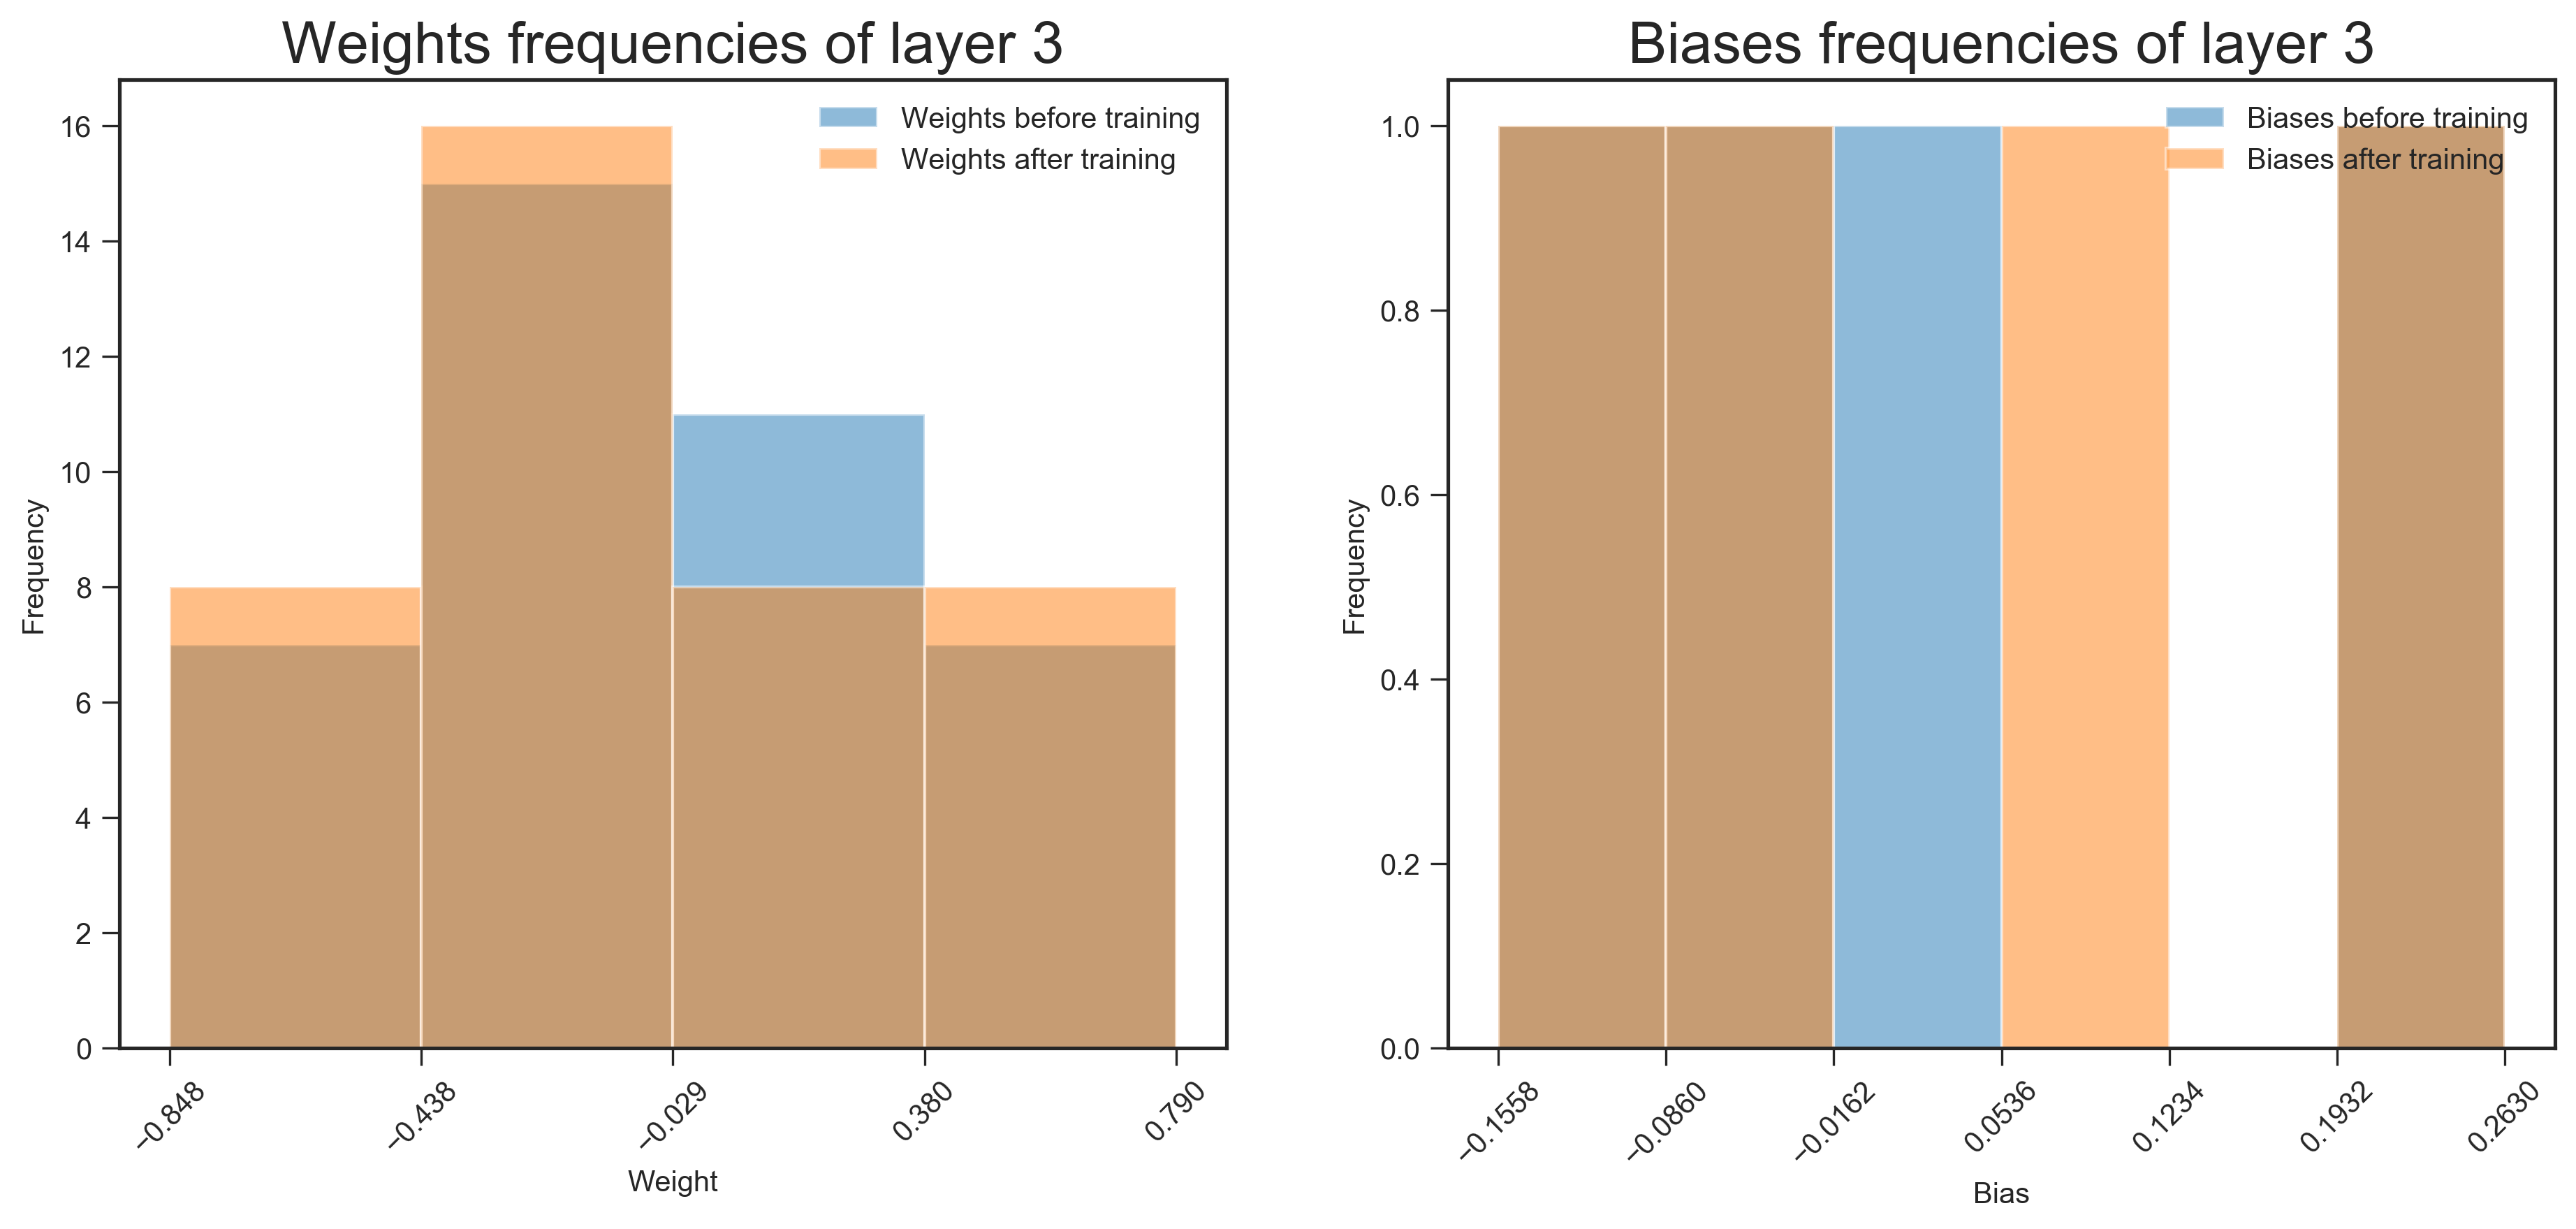 Weights frequencies of layer 3
Weights before training
Weights after training
16
14
12
10
8
6
4
2
0
Frequency
−0.848
−0.438
−0.029
0.380
0.790
Weight
Biases frequencies of layer 3
Biases before training
Biases after training
1.0
0.8
0.6
0.4
0.2
0.0
Frequency
−0.1558
−0.0860
−0.0162
0.0536
0.1234
0.1932
0.2630
Bias